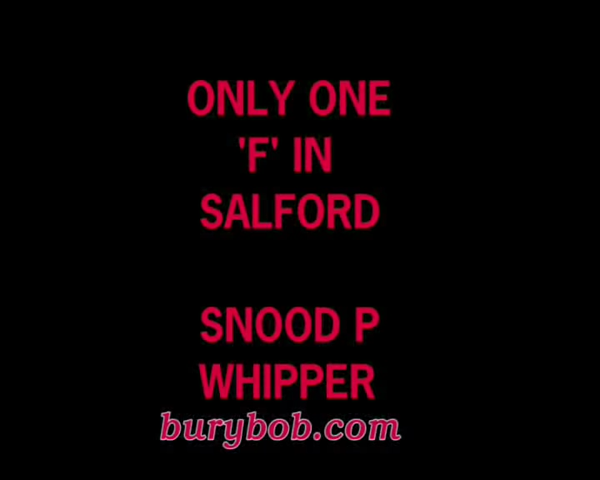 ONLY ONE
'F' IN
SALFORD
SNOOD P
WHIPPER
burybob.com